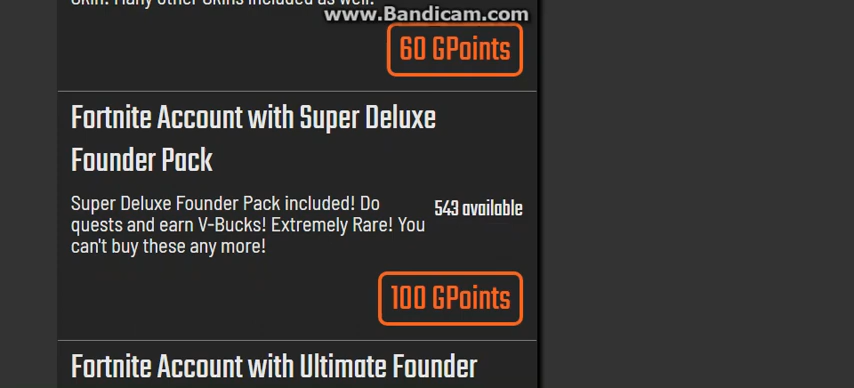 www.Bandicam.com
60 GPoints
Fortnite Account with Super Deluxe
Founder Pack
Super Deluxe Founder Pack included! Do
quests and earn V-Bucks! Extremely Rare! You
can't buy these any more!
543 available
100 GPoints
Fortnite Account with Ultimate Founder